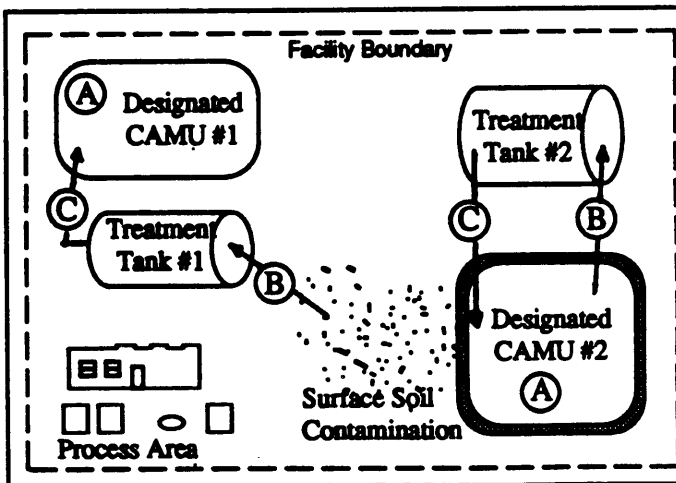 Facility Boundary
A
Designated
CAMU #1
C
Treatment
Tank #1
B
Treatment
Tank #2
C
B
Designated
CAMU #2
A
Surface Soil
Contamination
Process Area